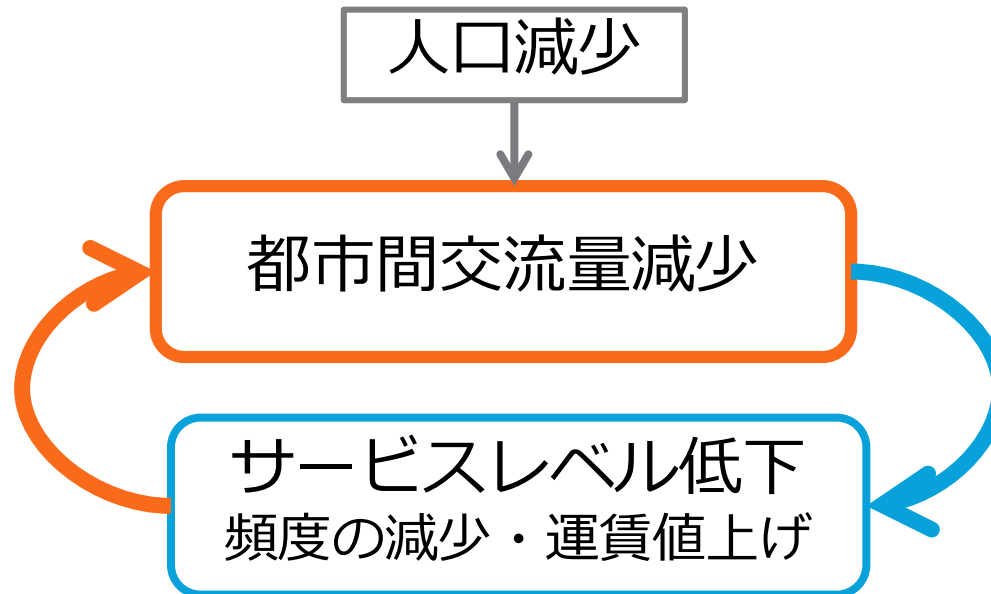 人口減少
都市間交流量減少
サービスレベル低下
頻度の減少・運賃値上げ